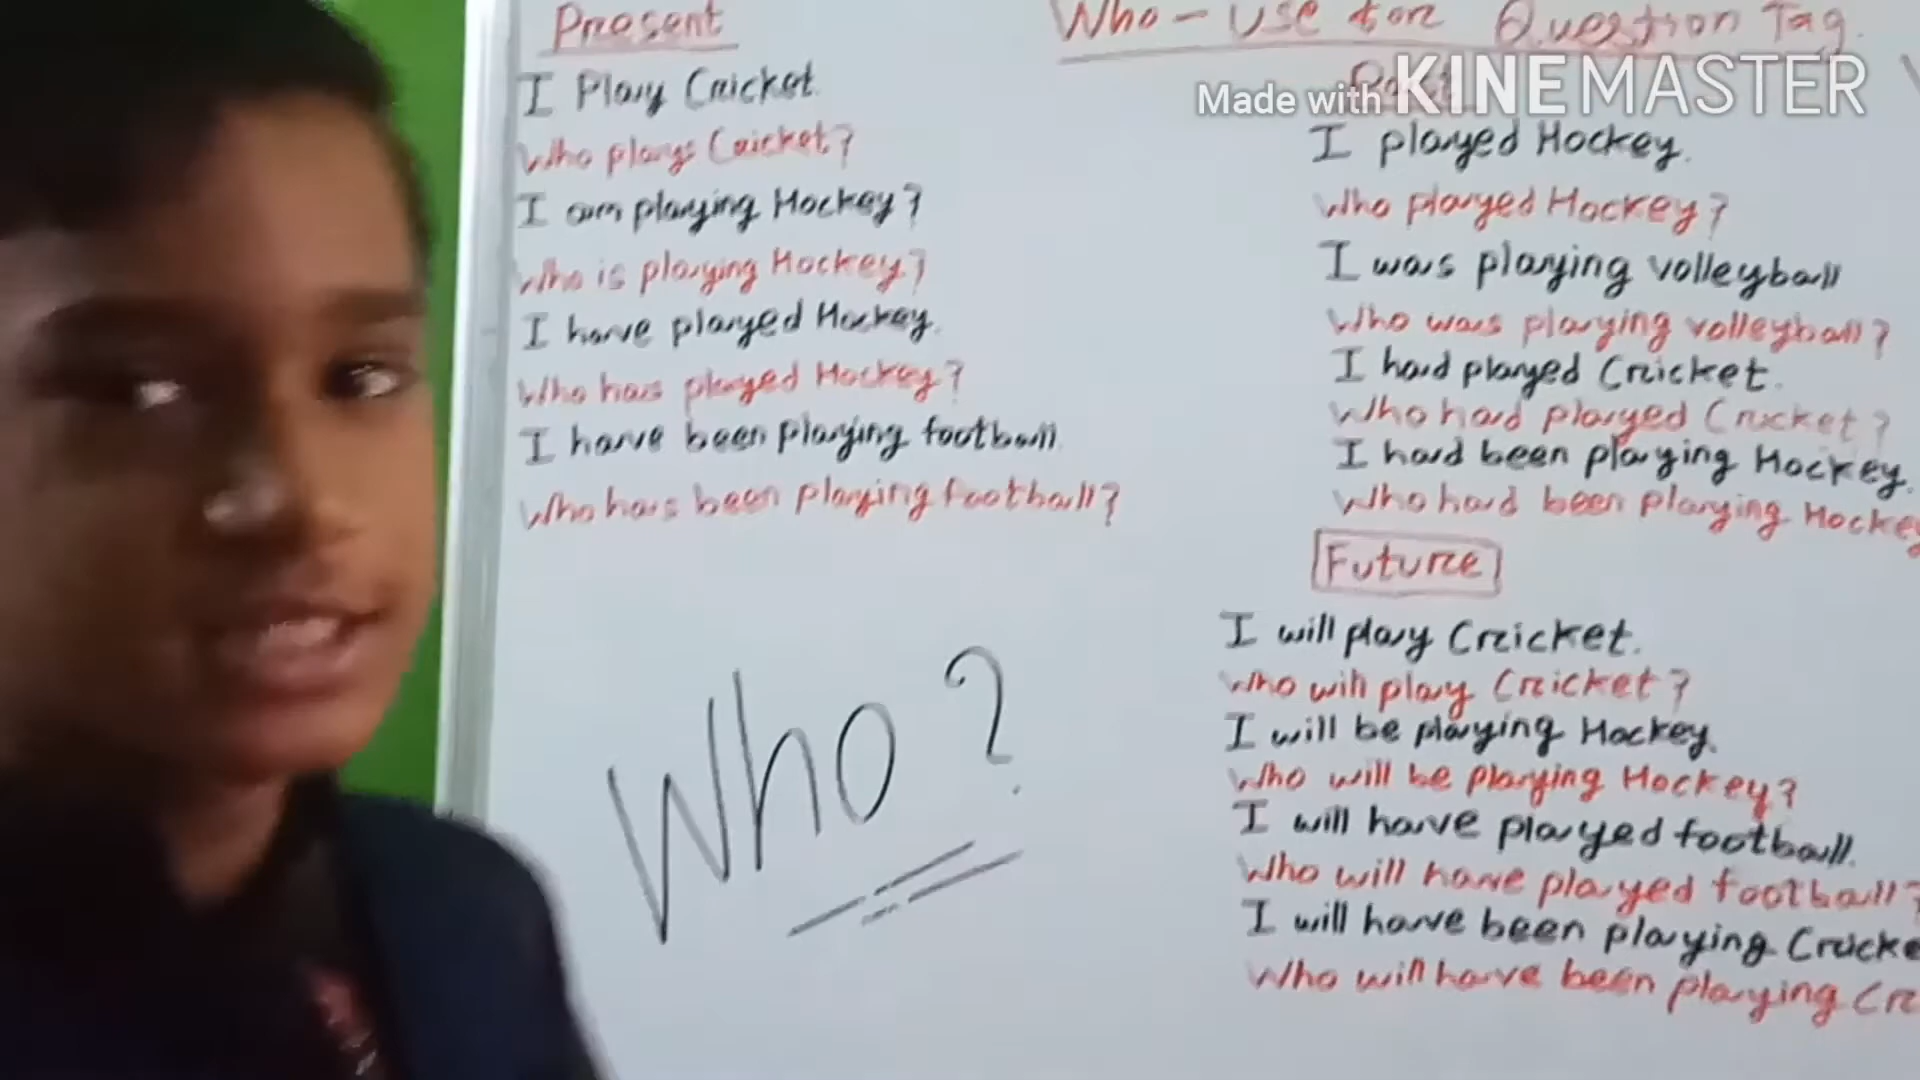 Present
I Play Cricket.
Who plays Cricket?
I am playing Hockey?
Who is playing Hockey?
I have played Hockey.
Who has played Hockey?
I have been playing football.
Who has been playing football?
Who ?
Who - Use for Question Tag.
Made with KINEMASTER
I played Hockey.
Who played Hockey?
I was playing volleyball
Who was playing volleyball?
I had played Cricket.
Who had played Cricket?
I had been playing Hockey.
Who had been playing Hockey
Future
I will play Cricket.
Who will play Cricket?
I will be playing Hockey.
Who will be playing Hockey?
I will have played football.
Who will have played football?
I will have been playing Cricke
Who will have been playing Cr